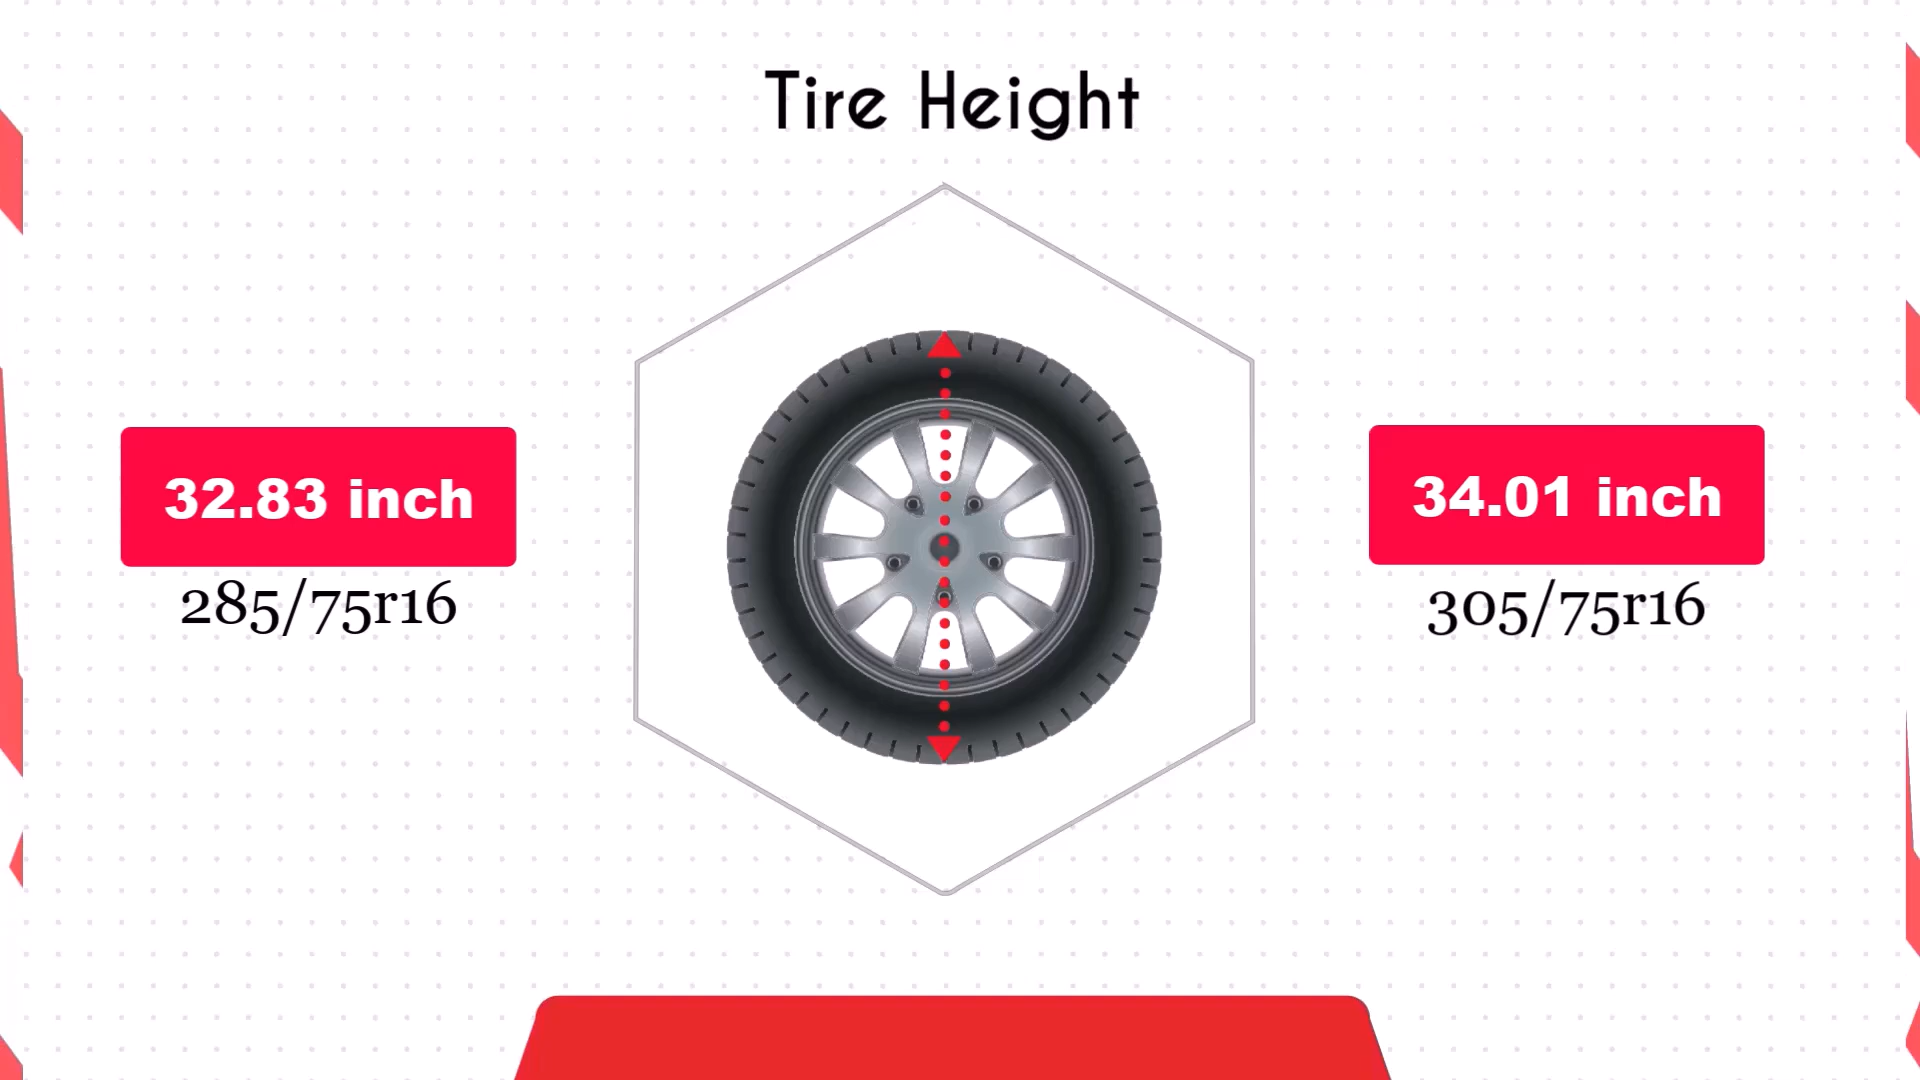 Tire Height
32.83 inch
285/75r16
34.01 inch
305/75r16